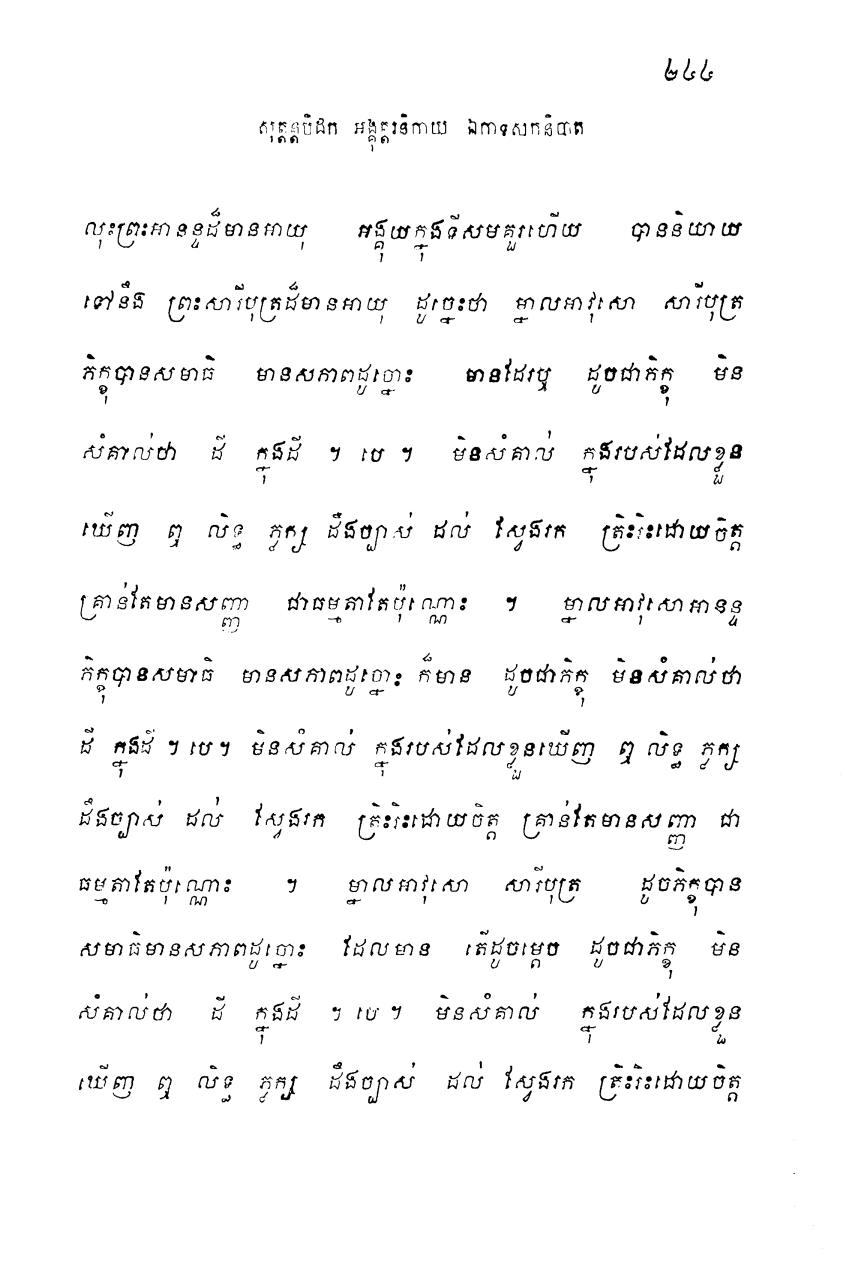 ២៤៤
សុត្តន្តបិដក អង្គុត្តរនិកាយ ឯកាទសកនិបាត
លុះព្រះអានន្ទដ៏មានអាយុ អង្គុយក្នុងទីសមគួរហើយ បាននិយាយ
ទៅនឹង ព្រះសារីបុត្រដ៏មានអាយុ ដូច្នេះថា ម្នាលអាវុសោ សារីបុត្រ
ភិក្ខុបានសមាធិ មានសភាពដូច្នោះ មានដែរឬ ដូចជាភិក្ខុ មិន
សំគាល់ថា ដី ក្នុងដី ។ បេ ។ មិនសំគាល់ ក្នុងរបស់ដែលខ្លួន
ឃើញ ឮ លិទ្ធ ភ្លក្ស ដឹងច្បាស់ ដល់ ស្វែងរក ត្រិះរិះដោយចិត្ត
គ្រាន់តែមានសញ្ញា ជាធម្មតាតែប៉ុណ្ណោះ ។ ម្នាលអាវុសោអានន្ទ
ភិក្ខុបានសមាធិ មានសភាពដូច្នោះ ក៏មាន ដូចជាភិក្ខុ មិនសំគាល់ថា
ដី ក្នុងដី ។ បេ ។ មិនសំគាល់ ក្នុងរបស់ដែលខ្លួនឃើញ ឮ លិទ្ធ ភ្លក្ស
ដឹងច្បាស់ ដល់ ស្វែងរក ត្រិះរិះដោយចិត្ត គ្រាន់តែមានសញ្ញា ជា
ធម្មតាតែប៉ុណ្ណោះ ។ ម្នាលអាវុសោ សារីបុត្រ ដូចភិក្ខុបាន
សមាធិមានសភាពដូច្នោះ ដែលមាន តើដូចម្តេច ដូចជាភិក្ខុ មិន
សំគាល់ថា ដី ក្នុងដី ។ បេ ។ មិនសំគាល់ ក្នុងរបស់ដែលខ្លួន
ឃើញ ឮ លិទ្ធ ភ្លក្ស ដឹងច្បាស់ ដល់ ស្វែងរក ត្រិះរិះដោយចិត្ត